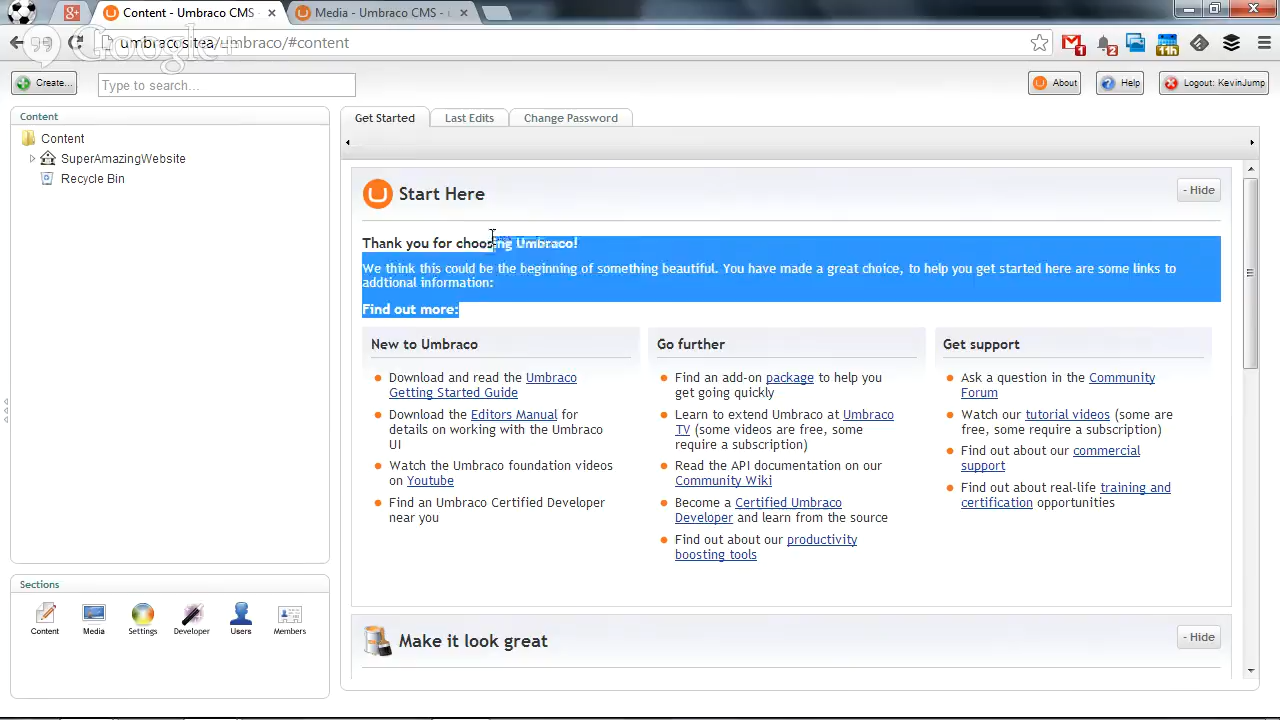 Content - Umbraco CMS -
Media - Umbraco CMS -
umbracositea/umbraco/#content
Google+
1
2
11h
Create...
Type to search...
About
Help
Logout: KevinJump
Content
Content
SuperAmazingWebsite
Recycle Bin
Sections
Content
Media
Settings
Developer
Users
Members
Get Started
Last Edits
Change Password
Start Here
- Hide
Thank you for choosing Umbraco!
We think this could be the beginning of something beautiful. You have made a great choice, to help you get started here are some links to
addtional information:
Find out more:
New to Umbraco
Download and read the Umbraco
Getting Started Guide
Download the Editors Manual for
details on working with the Umbraco
UI
Watch the Umbraco foundation videos
on Youtube
Find an Umbraco Certified Developer
near you
Go further
Find an add-on package to help you
get going quickly
Learn to extend Umbraco at Umbraco
TV (some videos are free, some
require a subscription)
Read the API documentation on our
Community Wiki
Become a Certified Umbraco
Developer and learn from the source
Find out about our productivity
boosting tools
Get support
Ask a question in the Community
Forum
Watch our tutorial videos (some are
free, some require a subscription)
Find out about our commercial
support
Find out about real-life training and
certification opportunities
Make it look great
- Hide